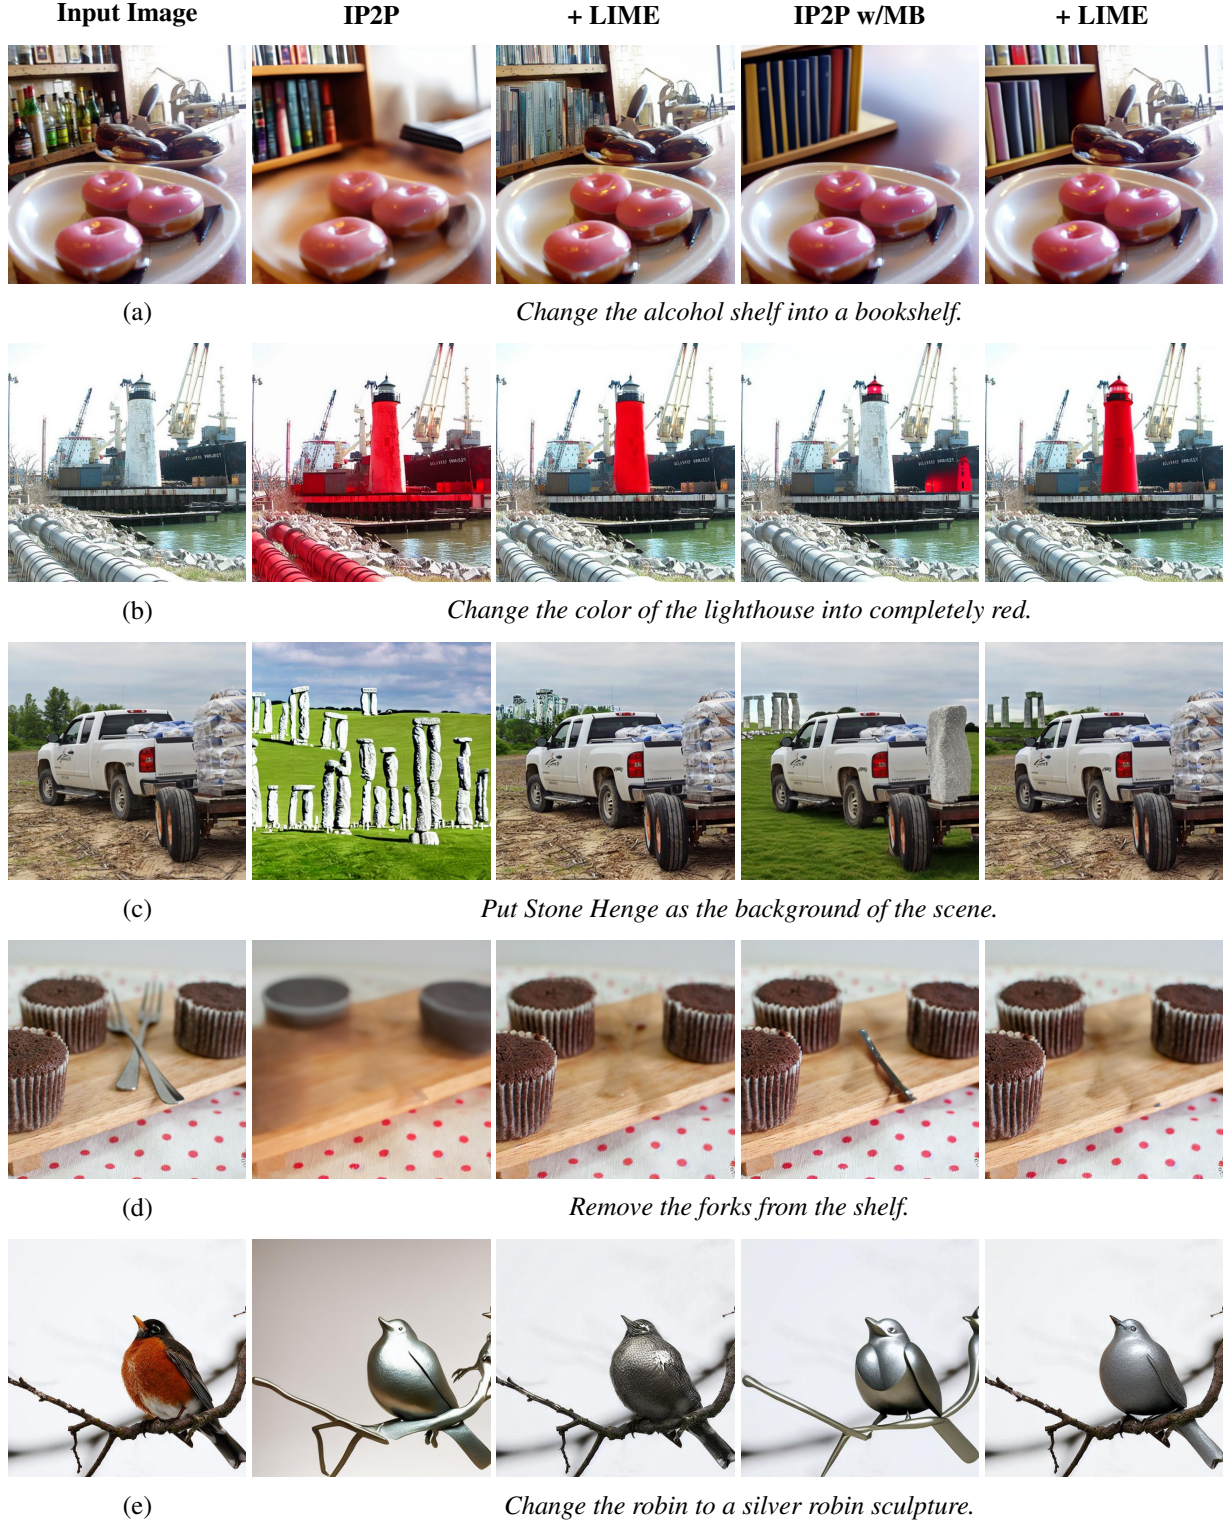 Input Image IP2P + LIME IP2P w/MB + LIME
(a) Change the alcohol shelf into a bookshelf.
(b) Change the color of the lighthouse into completely red.
(c) Put Stone Henge as the background of the scene.
(d) Remove the forks from the shelf.
(e) Change the robin to a silver robin sculpture.